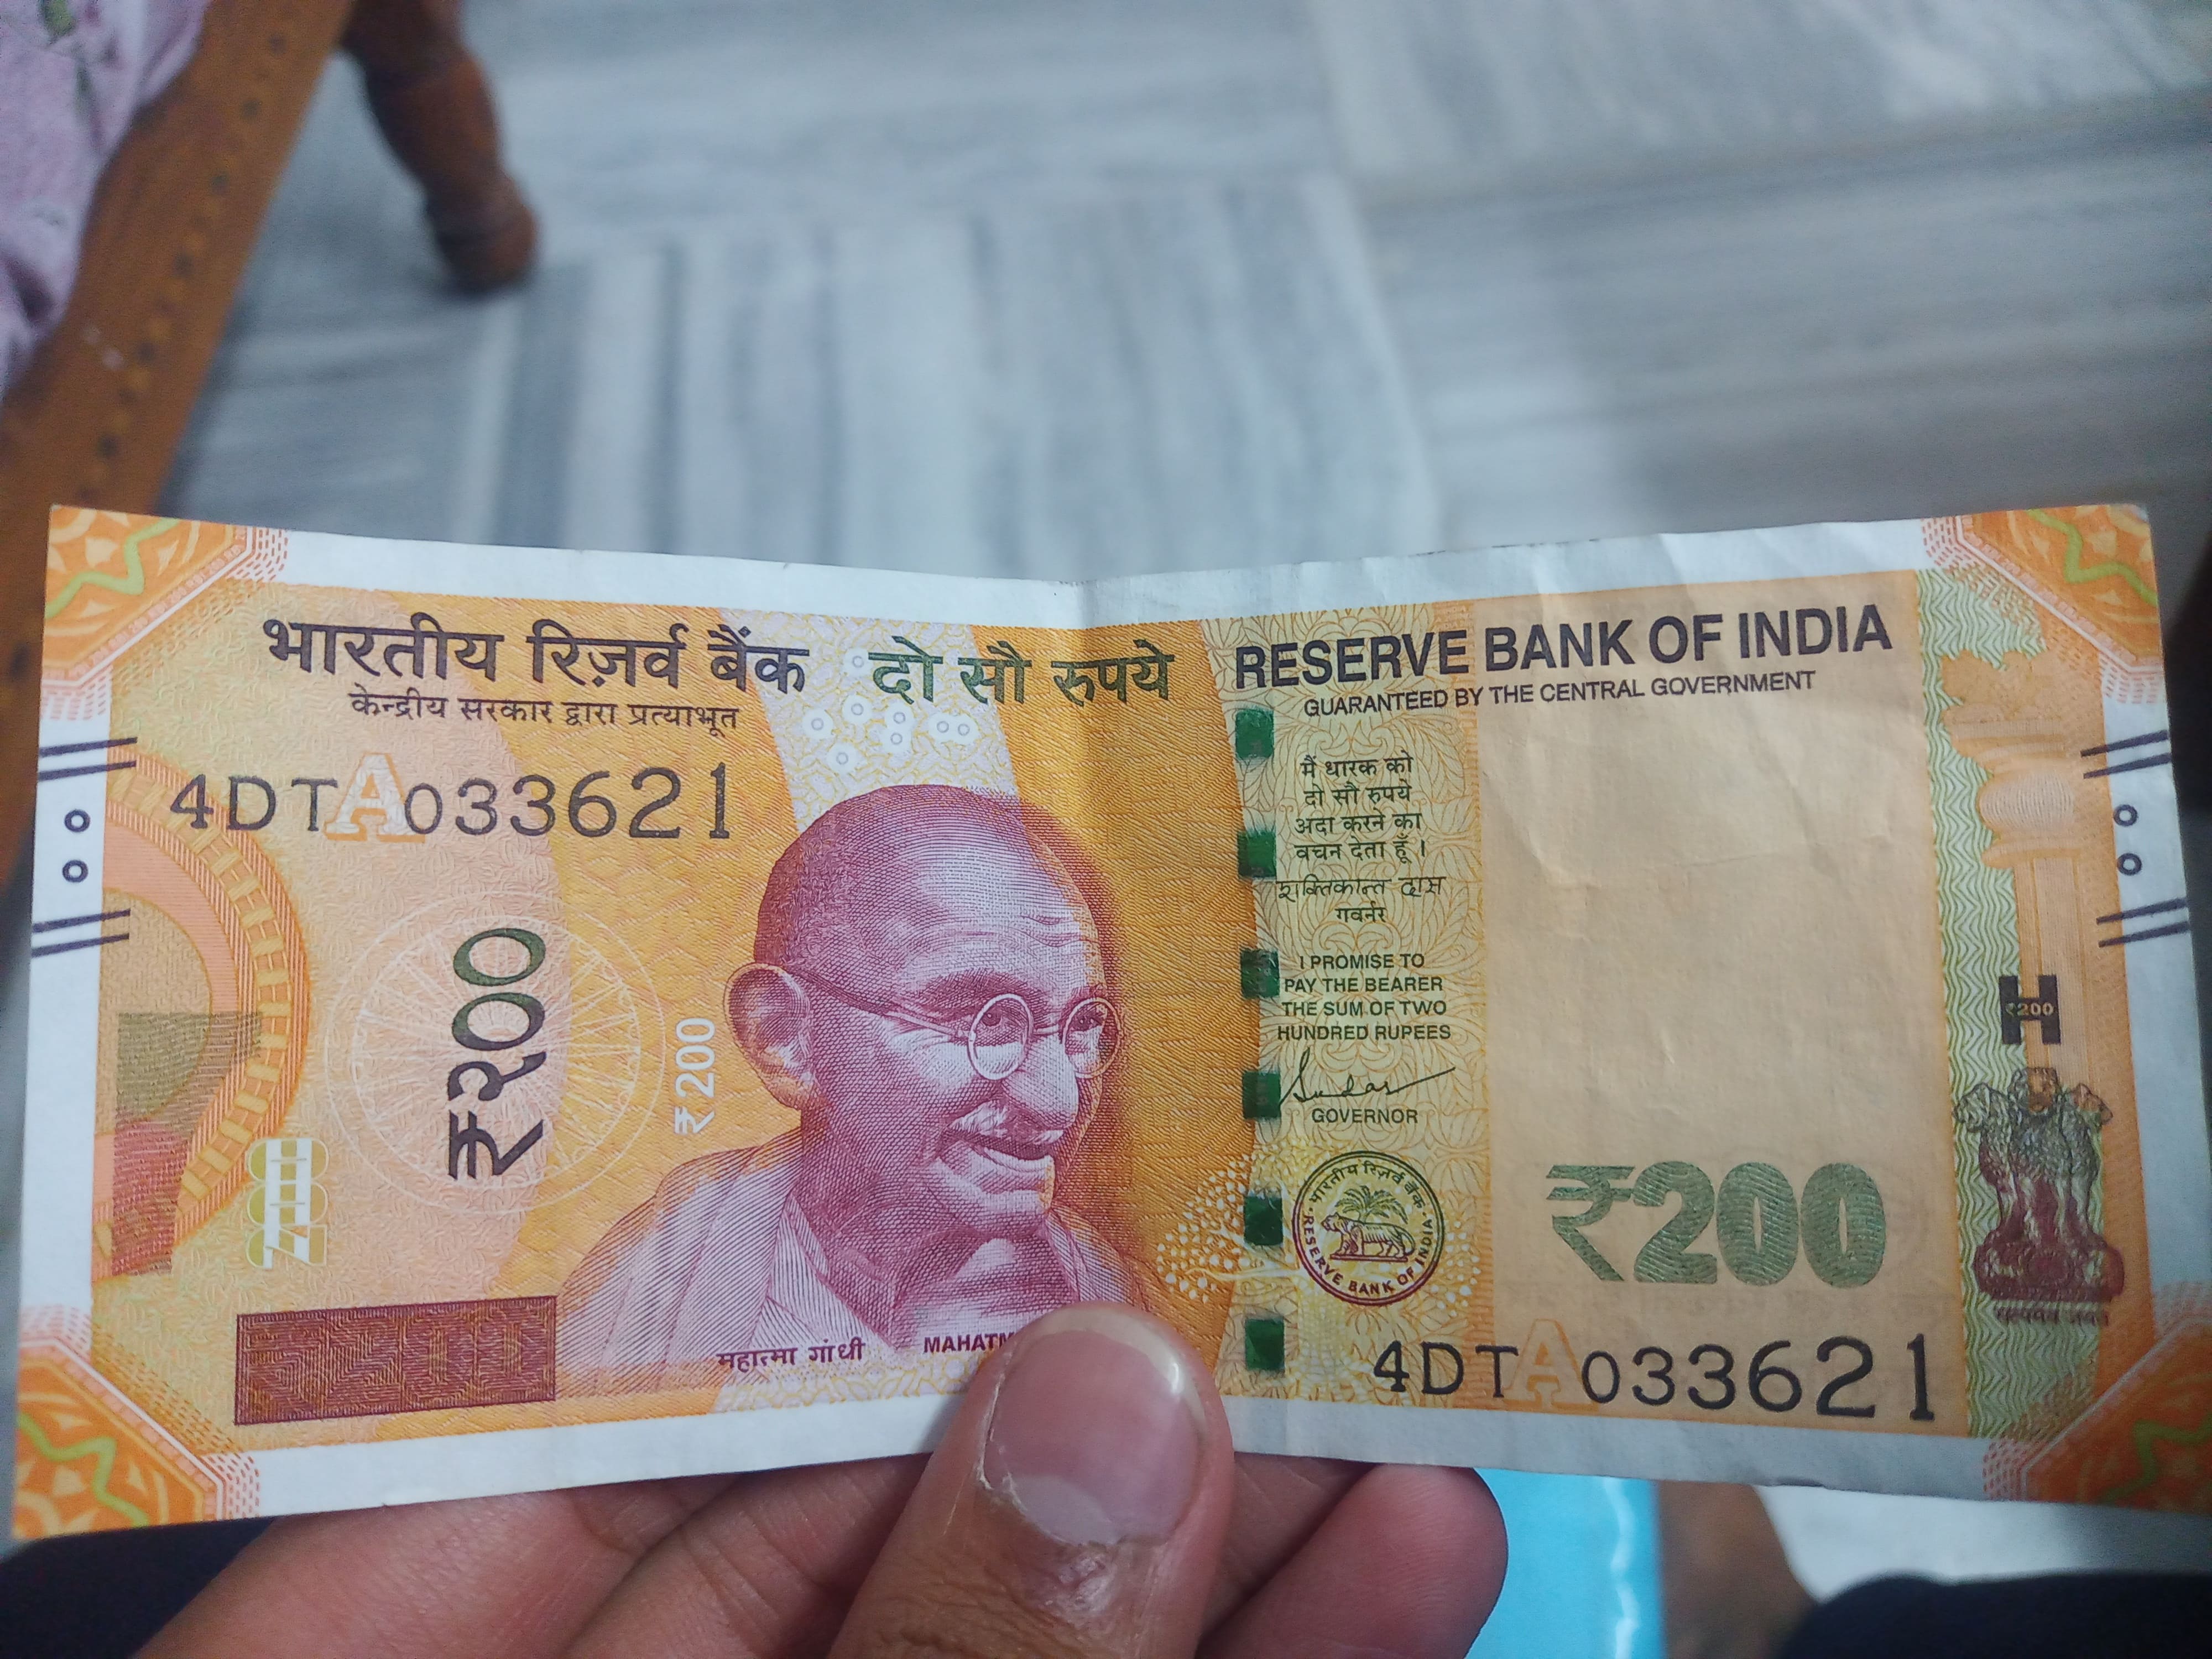 भारतीय रिज़र्व बैंक
केन्द्रीय सरकार द्वारा प्रत्याभूत
दो सौ रुपये
RESERVE BANK OF INDIA
GUARANTEED BY THE CENTRAL GOVERNMENT
4DTA033621
₹२००
₹200
200
महात्मा गांधी
मैं धारक को
दो सौ रुपये
अदा करने का
वचन देता हूँ ।
शक्तिकान्त दास
गवर्नर
I PROMISE TO
PAY THE BEARER
THE SUM OF TWO
HUNDRED RUPEES
GOVERNOR
भारतीय रिज़र्व बैंक
RESERVE BANK OF INDIA
₹200
₹200
सत्यमेव जयते
4DTA033621